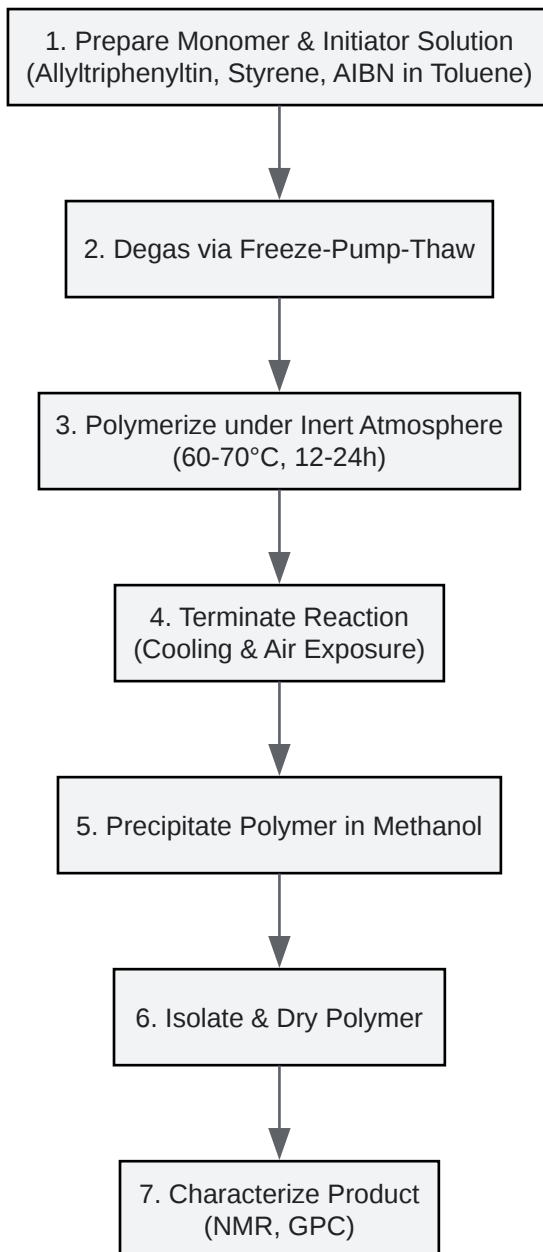 1. Prepare Monomer & Initiator Solution
(Allyltriphenyltin, Styrene, AIBN in Toluene)
2. Degas via Freeze-Pump-Thaw
3. Polymerize under Inert Atmosphere
(60-70°C, 12-24h)
4. Terminate Reaction
(Cooling & Air Exposure)
5. Precipitate Polymer in Methanol
6. Isolate & Dry Polymer
7. Characterize Product
(NMR, GPC)